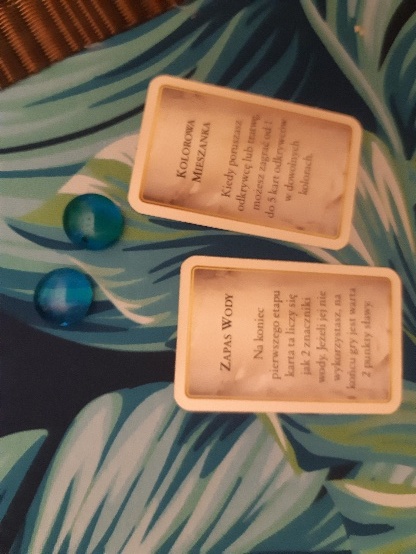 KOLOROWA
MIESZANKA
Kiedy poruszasz
odkrywcę lub tratwę,
możesz zagrać od 1
do 5 kart odkrywców
w dowolnych
kolorach.
ZAPAS WODY
Na koniec
pierwszego etapu
karta ta liczy się
jak 2 znaczniki
wody. Jeżeli jej nie
wykorzystasz, na
końcu gry jest warta
2 punkty sławy.